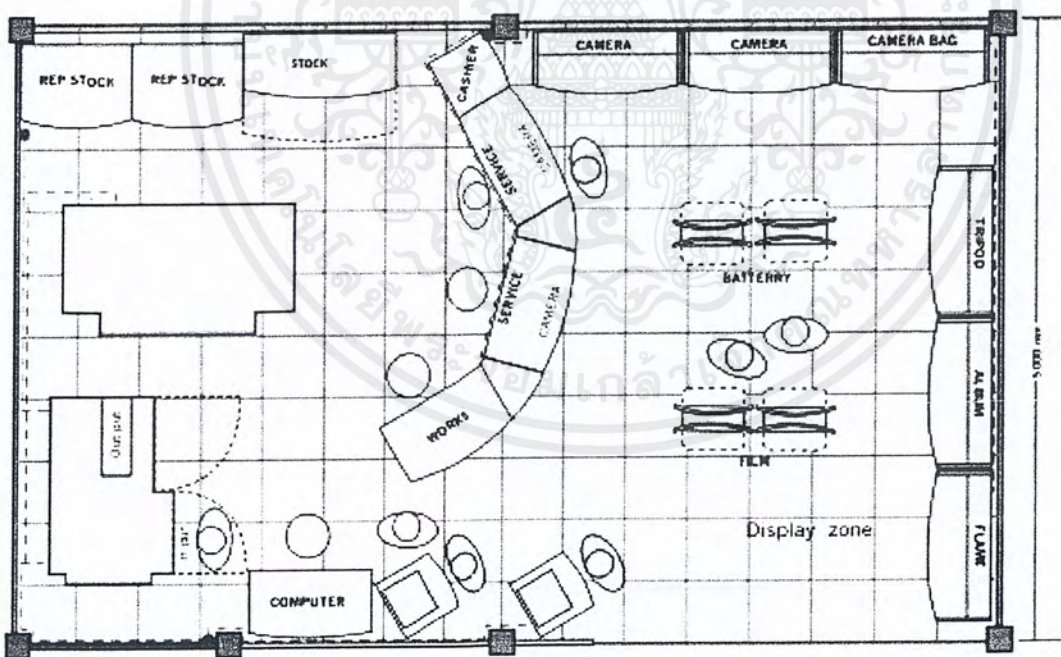 REP STOCK
REP STOCK
STOCK
CASHIER
CAMERA
CAMERA
CAMERA BAG
SERVICE
CAMERA
SERVICE
CAMERA
WORKS
BATTERRY
FILM
TRIPOD
ALBUM
FLAME
Display zone
COMPUTER
Output